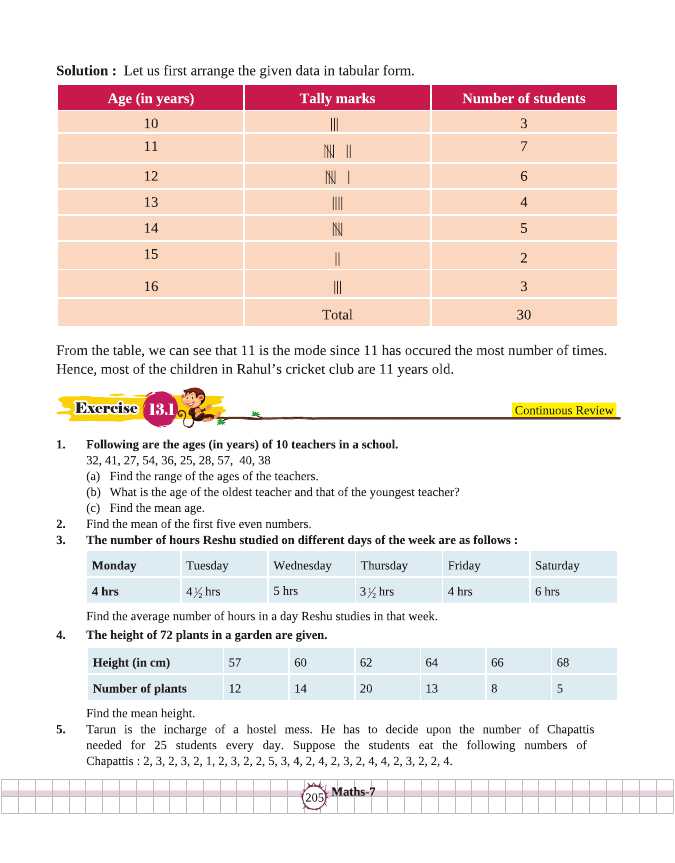 Solution : Let us first arrange the given data in tabular form.
Age (in years) Tally marks Number of students
10 ||| 3
11 |||| || 7
12 |||| | 6
13 |||| 4
14 |||| 5
15 || 2
16 ||| 3
Total 30
From the table, we can see that 11 is the mode since 11 has occured the most number of times.
Hence, most of the children in Rahul's cricket club are 11 years old.
Exercise 13.1 Continuous Review
1. Following are the ages (in years) of 10 teachers in a school.
32, 41, 27, 54, 36, 25, 28, 57, 40, 38
(a) Find the range of the ages of the teachers.
(b) What is the age of the oldest teacher and that of the youngest teacher?
(c) Find the mean age.
2. Find the mean of the first five even numbers.
3. The number of hours Reshu studied on different days of the week are as follows :
Monday Tuesday Wednesday Thursday Friday Saturday
4 hrs 4½ hrs 5 hrs 3½ hrs 4 hrs 6 hrs
Find the average number of hours in a day Reshu studies in that week.
4. The height of 72 plants in a garden are given.
Height (in cm) 57 60 62 64 66 68
Number of plants 12 14 20 13 8 5
Find the mean height.
5. Tarun is the incharge of a hostel mess. He has to decide upon the number of Chapattis
needed for 25 students every day. Suppose the students eat the following numbers of
Chapattis : 2, 3, 2, 3, 2, 1, 2, 3, 2, 2, 5, 3, 4, 2, 4, 2, 3, 2, 4, 4, 2, 3, 2, 2, 4.
205 Maths-7